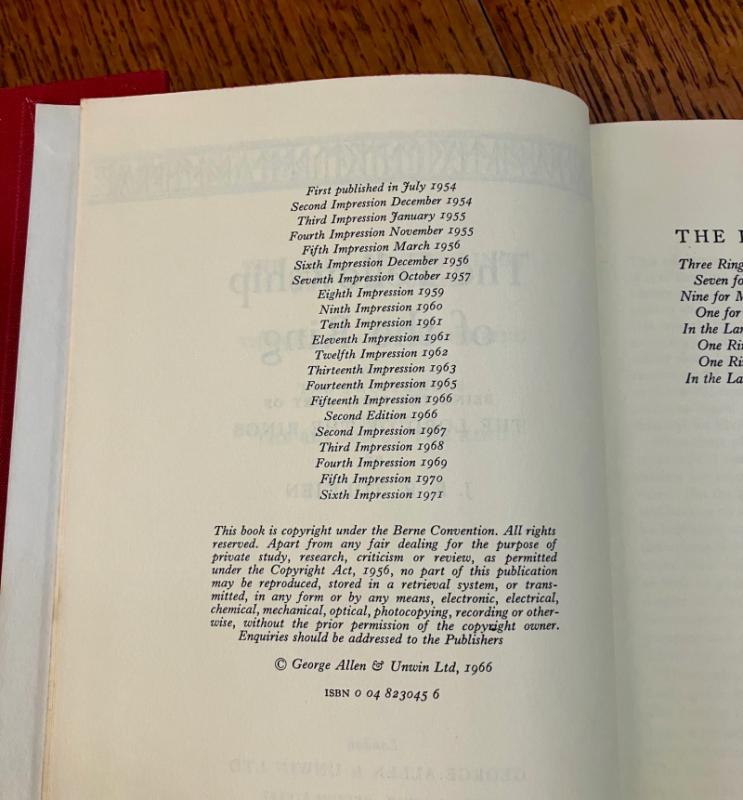 First published in July 1954
Second Impression December 1954
Third Impression January 1955
Fourth Impression November 1955
Fifth Impression March 1956
Sixth Impression December 1956
Seventh Impression October 1957
Eighth Impression 1959
Ninth Impression 1960
Tenth Impression 1961
Eleventh Impression 1961
Twelfth Impression 1962
Thirteenth Impression 1963
Fourteenth Impression 1965
Fifteenth Impression 1966
Second Edition 1966
Second Impression 1967
Third Impression 1968
Fourth Impression 1969
Fifth Impression 1970
Sixth Impression 1971
This book is copyright under the Berne Convention. All rights
reserved. Apart from any fair dealing for the purpose of
private study, research, criticism or review, as permitted
under the Copyright Act, 1956, no part of this publication
may be reproduced, stored in a retrieval system, or trans-
mitted, in any form or by any means, electronic, electrical,
chemical, mechanical, optical, photocopying, recording or other-
wise, without the prior permission of the copyright owner.
Enquiries should be addressed to the Publishers
© George Allen & Unwin Ltd, 1966
ISBN 0 04 823045 6
THE
Three Ring
Seven fo
Nine for M
One for
In the Lan
One Ri
One Ri
In the La